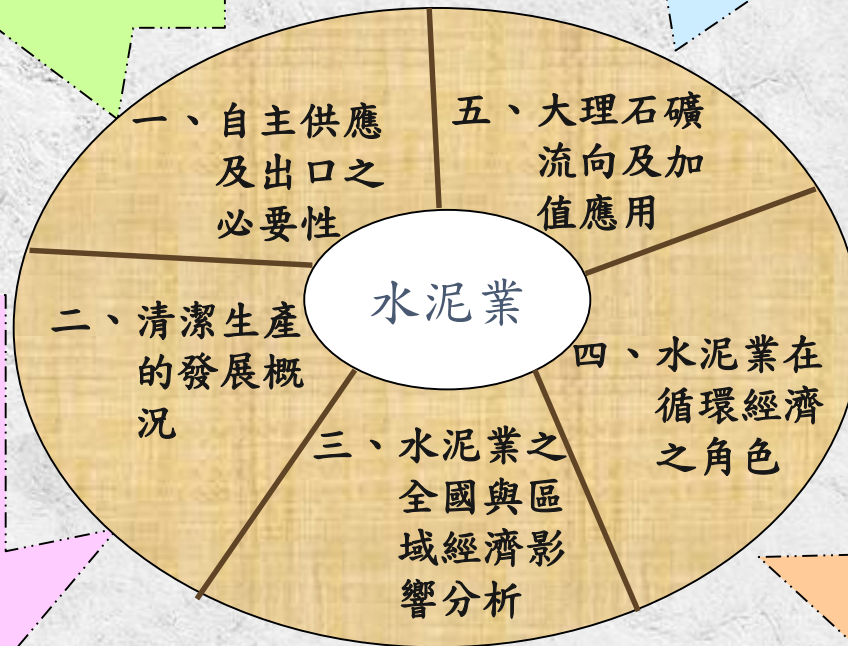 水泥業
一、自主供應
及出口之
必要性
二、清潔生產
的發展概
況
三、水泥業之
全國與區
域經濟影
響分析
四、水泥業在
循環經濟
之角色
五、大理石礦
流向及加
值應用